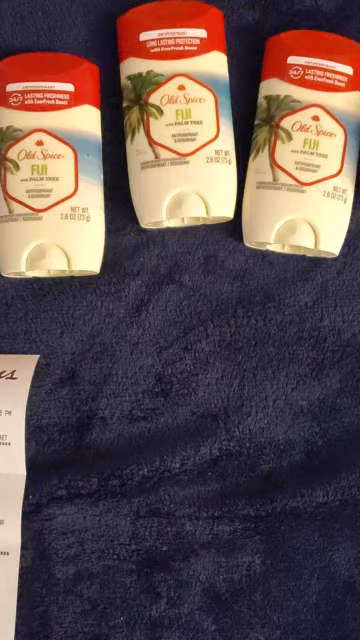 ANTIPERSPIRANT
24/7 LASTING FRESHNESS
with EverFresh Boost
Old Spice
FIJI
with PALM TREE
ANTIPERSPIRANT
& DEODORANT
NET WT.
2.6 OZ (73 g)
ANTIPERSPIRANT
LONG LASTING PROTECTION
with EverFresh Boost
Old Spice
FIJI
with PALM TREE
ANTIPERSPIRANT
& DEODORANT
NET WT.
2.6 OZ (73 g)
ANTIPERSPIRANT
24/7 LASTING FRESHNESS
with EverFresh Boost
Old Spice
FIJI
with PALM TREE
ANTIPERSPIRANT
& DEODORANT
NET WT.
2.6 OZ (73 g)
PM